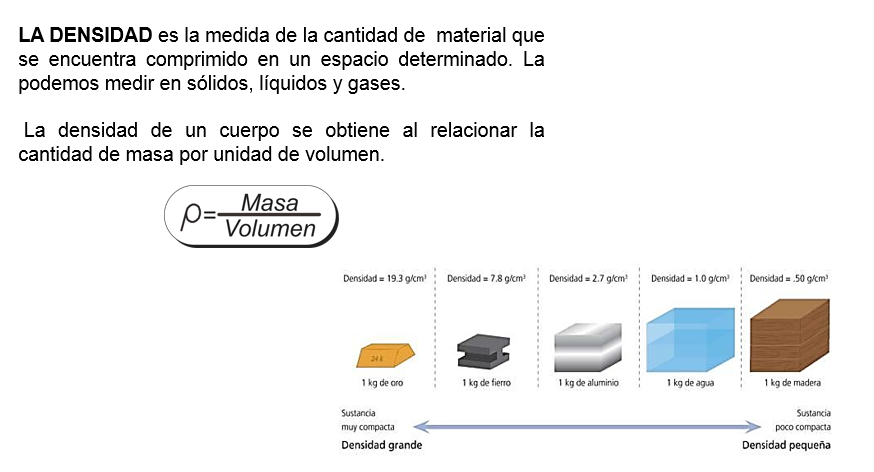 LA DENSIDAD es la medida de la cantidad de material que
se encuentra comprimido en un espacio determinado. La
podemos medir en sólidos, líquidos y gases.
La densidad de un cuerpo se obtiene al relacionar la
cantidad de masa por unidad de volumen.
ρ=Masa
Volumen
Densidad = 19.3 g/cm³ Densidad = 7.8 g/cm³ Densidad = 2.7 g/cm³ Densidad = 1.0 g/cm³ Densidad = .50 g/cm³
24 k
1 kg de oro 1 kg de fierro 1 kg de aluminio 1 kg de agua 1 kg de madera
Sustancia Sustancia
muy compacta poco compacta
Densidad grande Densidad pequeña